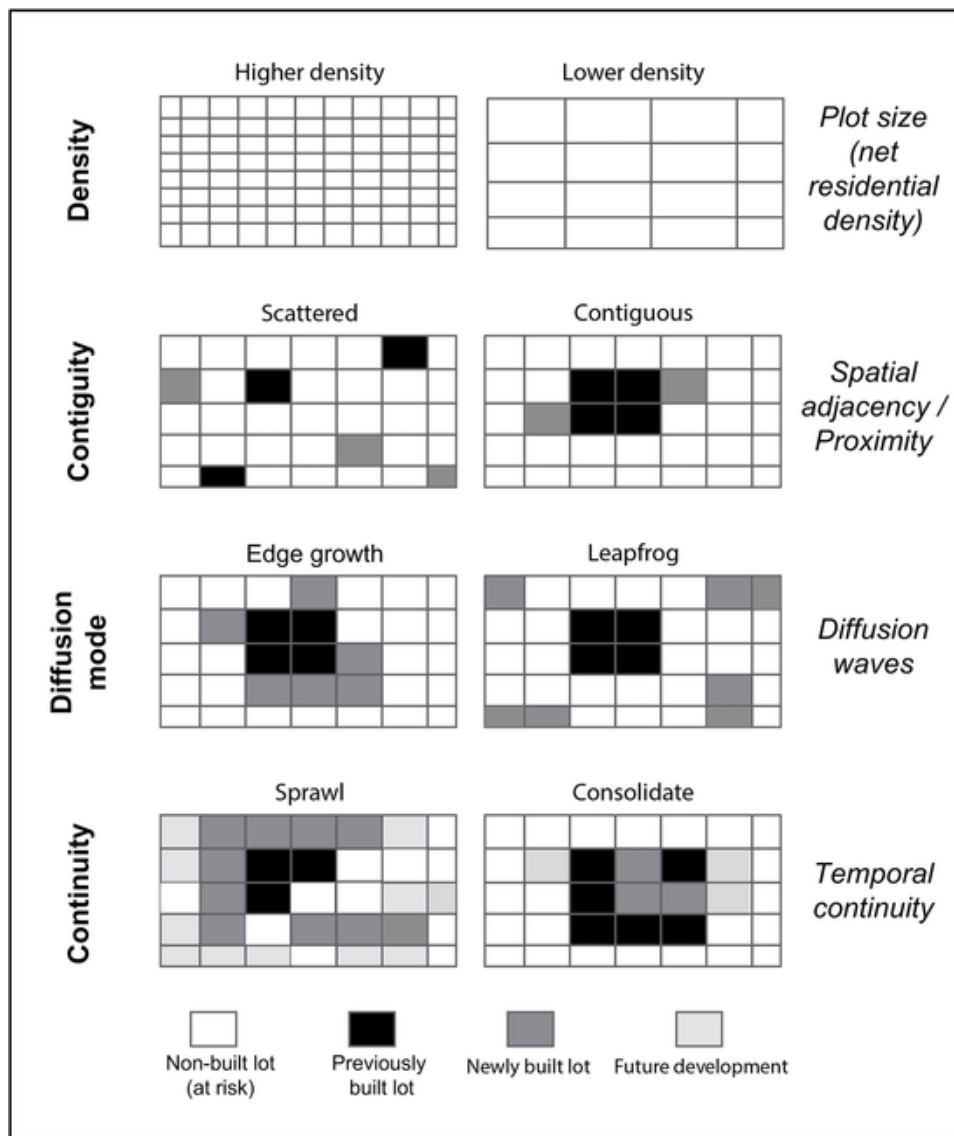 Higher density
Lower density
Density
Plot size
(net
residential
density)
Scattered
Contiguous
Contiguity
Spatial
adjacency /
Proximity
Edge growth
Leapfrog
Diffusion
mode
Diffusion
waves
Sprawl
Consolidate
Continuity
Temporal
continuity
Non-built lot
(at risk)
Previously
built lot
Newly built lot
Future development